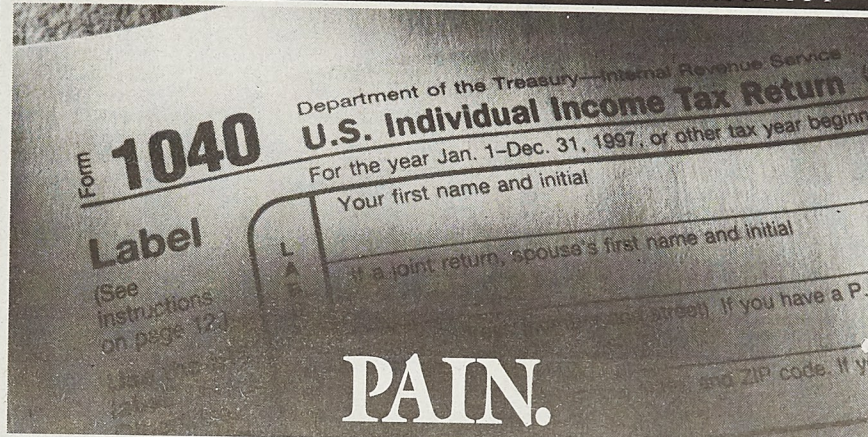 Department of the Treasury—Internal Revenue Service
Form 1040 U.S. Individual Income Tax Return
For the year Jan. 1–Dec. 31, 1997, or other tax year beginn
Your first name and initial
Label
L
A
(See
instructions
on page 12.)
If a joint return, spouse's first name and initial
street). If you have a P.
and ZIP code. If y
PAIN.